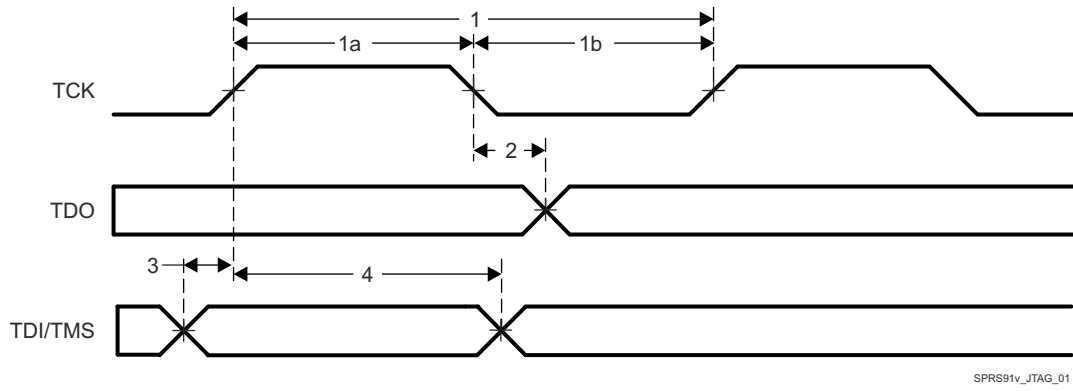 1
1a
1b
TCK
2
TDO
3
4
TDI/TMS
SPRS91v_JTAG_01